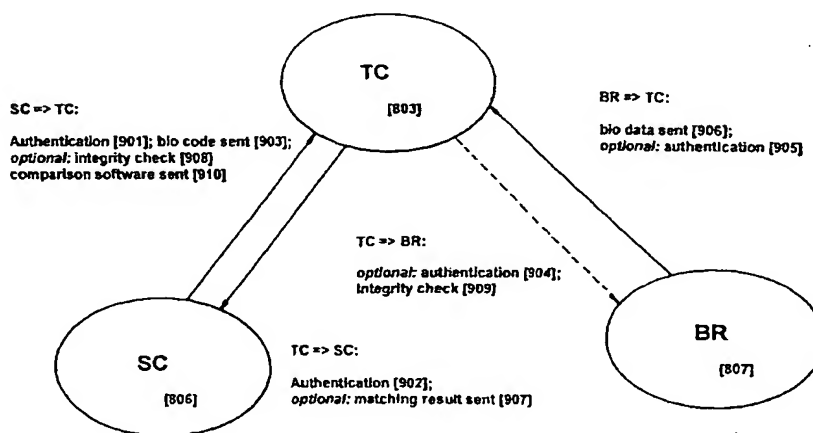 TC
[803]
SC => TC:
Authentication [901]; bio code sent [903];
optional: integrity check [908]
comparison software sent [910]
BR => TC:
bio data sent [906];
optional: authentication [905]
TC => BR:
optional: authentication [904];
integrity check [909]
SC
[806]
TC => SC:
Authentication [902];
optional: matching result sent [907]
BR
[807]